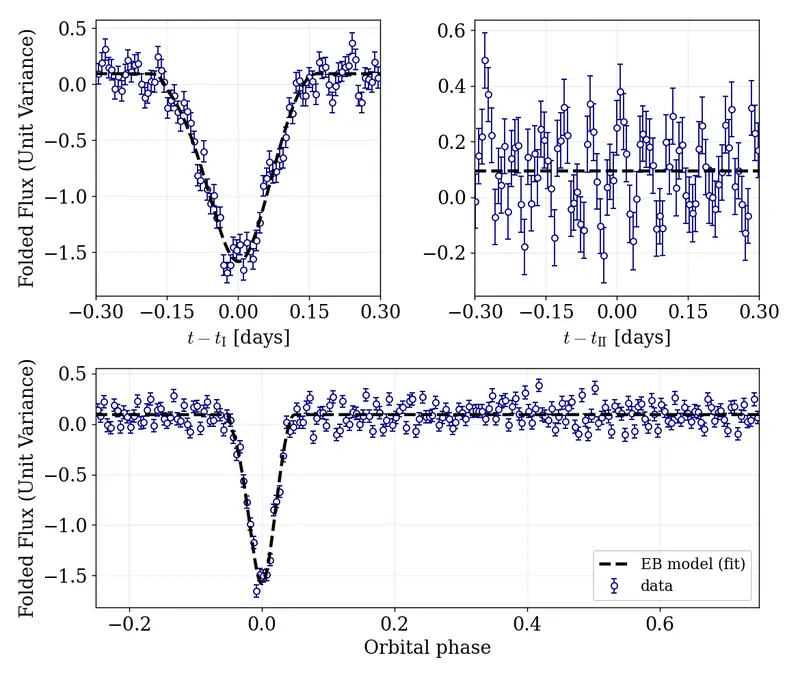 Folded Flux (Unit Variance)
0.5
0.0
−0.5
−1.0
−1.5
−0.30 −0.15 0.00 0.15 0.30
t − tI [days]
0.6
0.4
0.2
0.0
−0.2
−0.30 −0.15 0.00 0.15 0.30
t − tII [days]
Folded Flux (Unit Variance)
0.5
0.0
−0.5
−1.0
−1.5
EB model (fit)
data
−0.2 0.0 0.2 0.4 0.6
Orbital phase